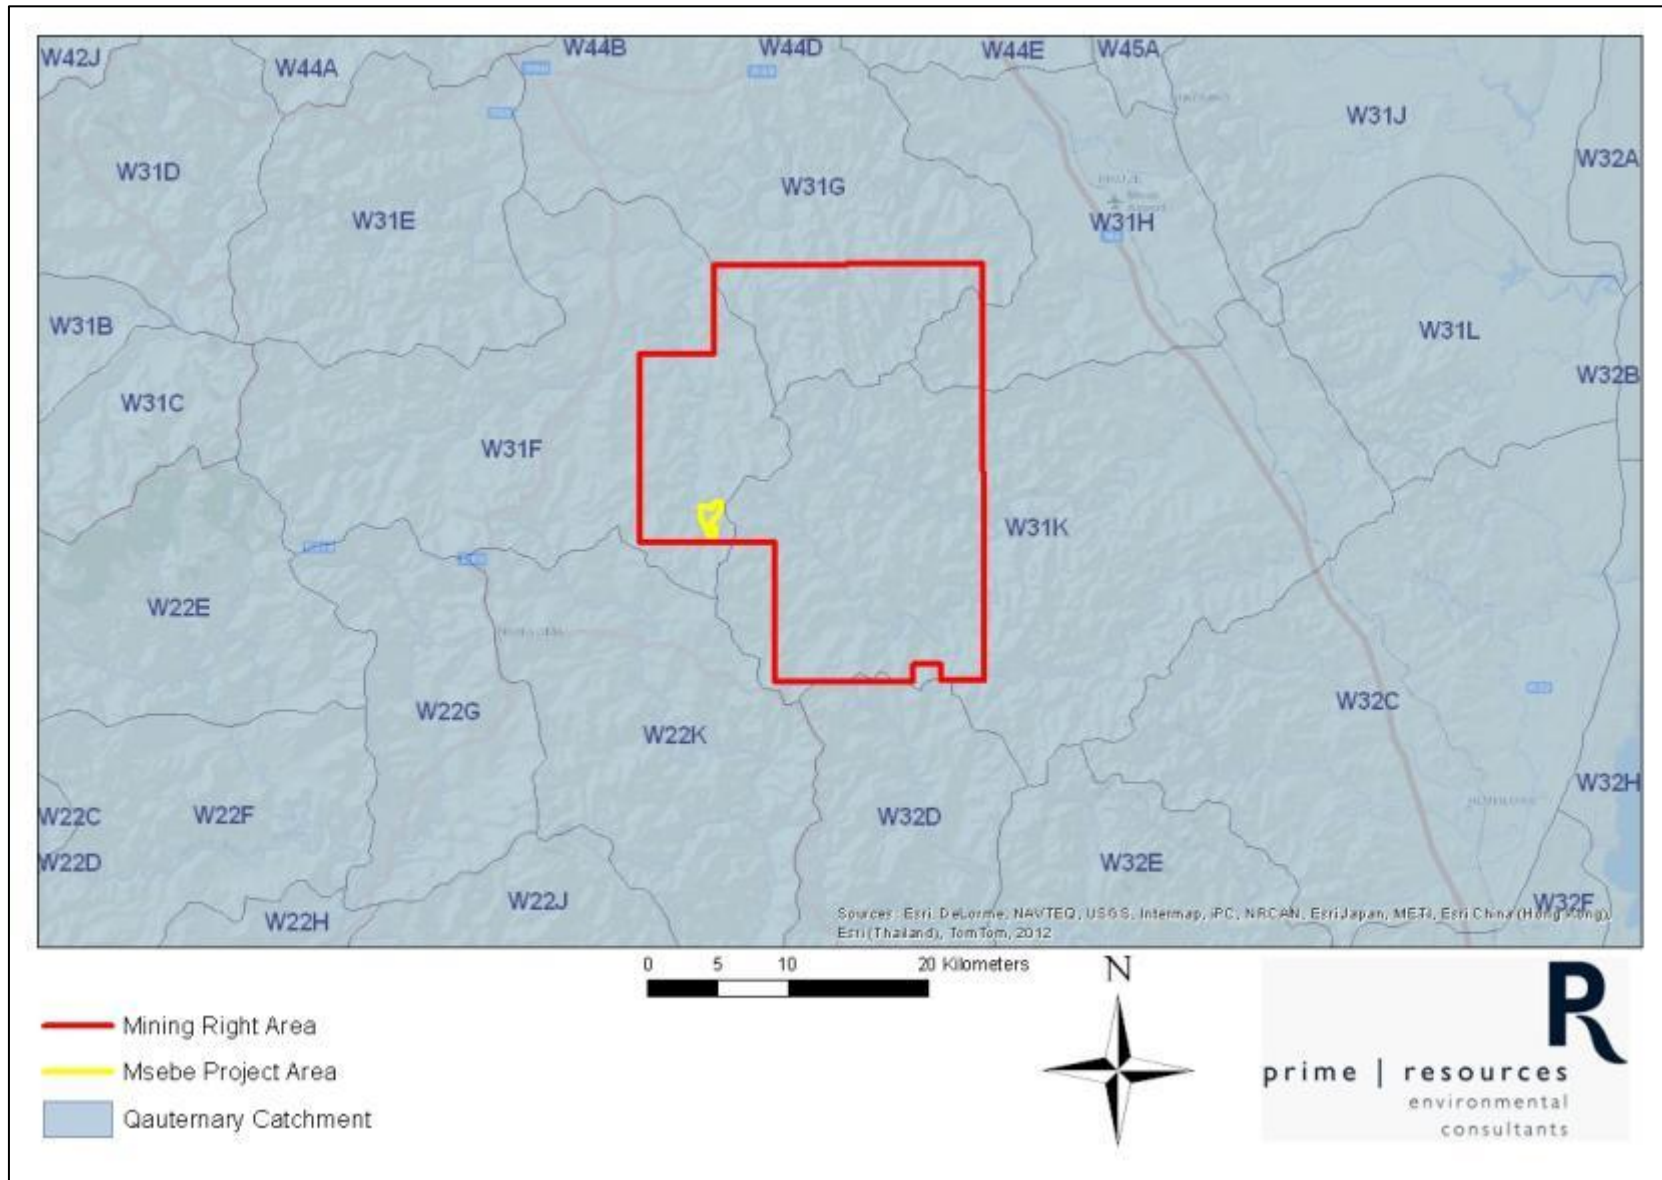 W42J
W44A
W44B
W44D
W44E
W45A
W31J
W32A
W31D
W31E
W31G
W31H
W31B
W31L
W31C
W32B
W31F
W31K
W22E
W22G
W22K
W32C
W32H
W22C
W22F
W32D
W22D
W32E
W22J
W22H
W32F
Sources: Esri, DeLorme, NAVTEQ, USGS, Intermap, iPC, NRCAN, Esri Japan, METI, Esri China (Hong Kong),
Esri (Thailand), TomTom, 2012
0 5 10 20 Kilometers
N
Mining Right Area
Msebe Project Area
Qauternary Catchment
R
prime | resources
environmental
consultants